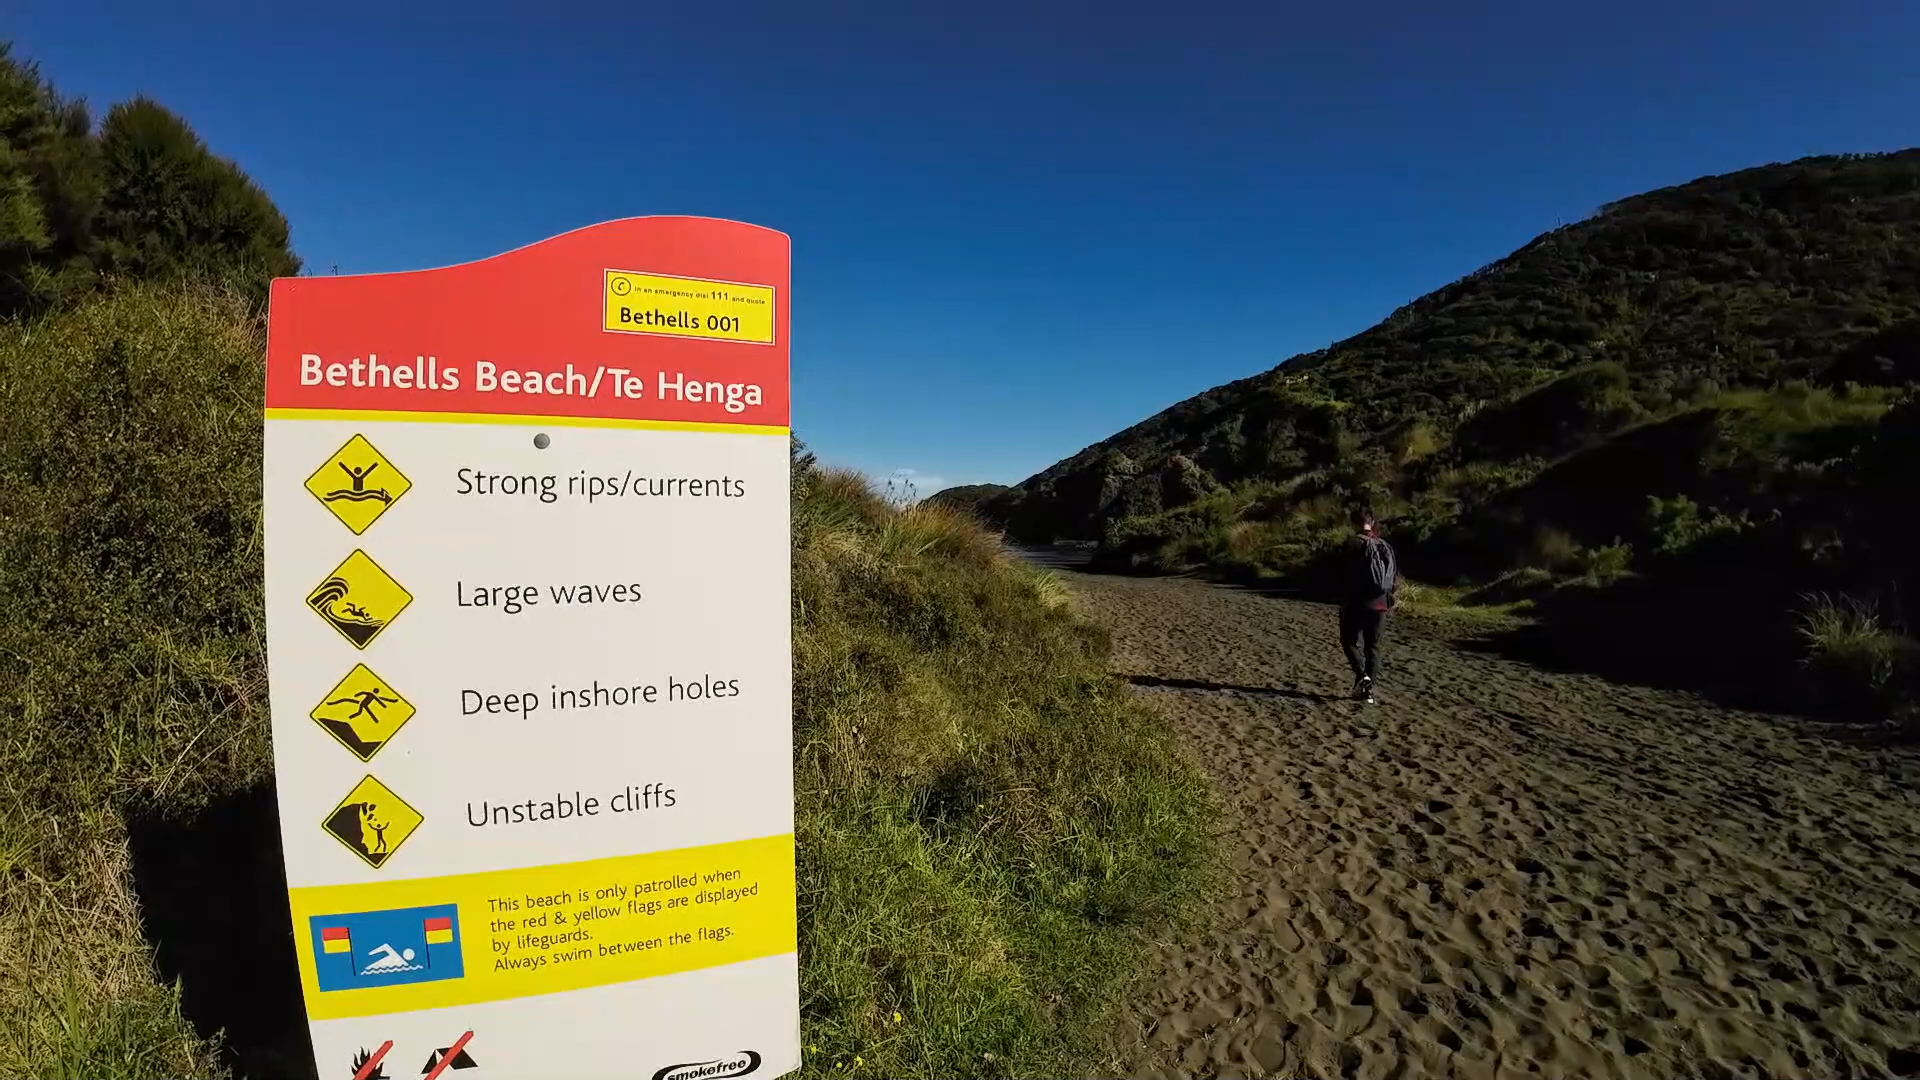 In an emergency dial 111 and quote
Bethells 001
Bethells Beach/Te Henga
Strong rips/currents
Large waves
Deep inshore holes
Unstable cliffs
This beach is only patrolled when
the red & yellow flags are displayed
by lifeguards.
Always swim between the flags.
smokefree